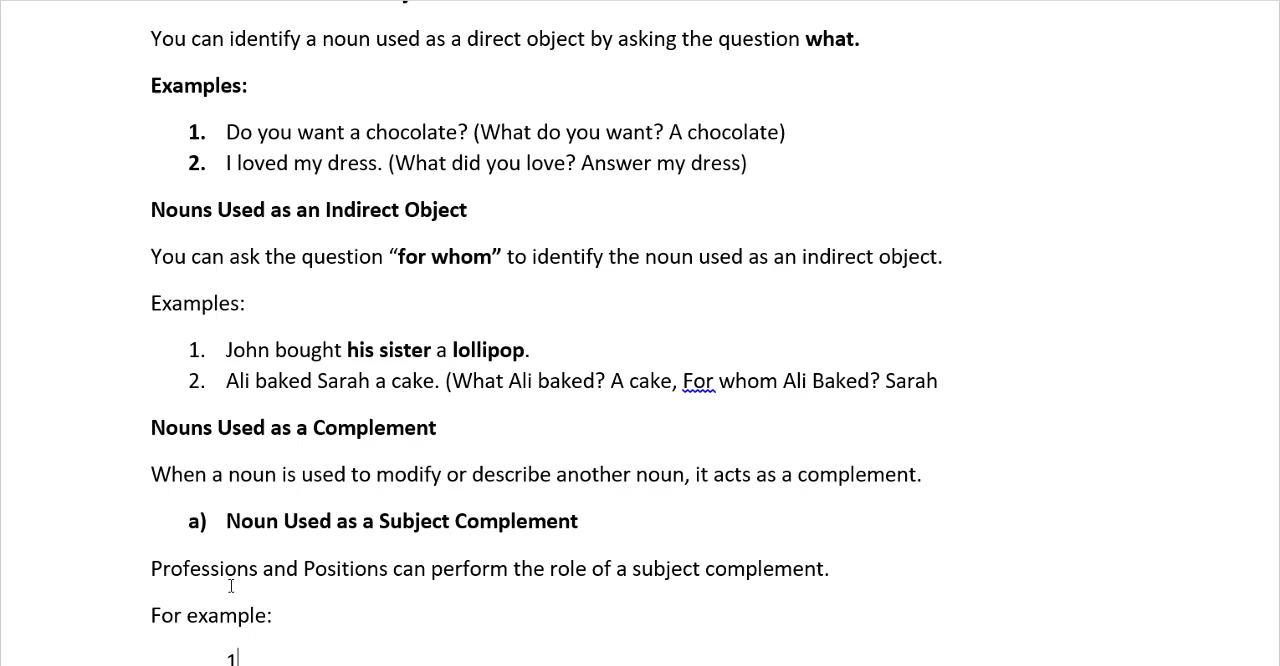 You can identify a noun used as a direct object by asking the question what.
Examples:
1. Do you want a chocolate? (What do you want? A chocolate)
2. I loved my dress. (What did you love? Answer my dress)
Nouns Used as an Indirect Object
You can ask the question “for whom” to identify the noun used as an indirect object.
Examples:
1. John bought his sister a lollipop.
2. Ali baked Sarah a cake. (What Ali baked? A cake, For whom Ali Baked? Sarah
Nouns Used as a Complement
When a noun is used to modify or describe another noun, it acts as a complement.
a) Noun Used as a Subject Complement
Professions and Positions can perform the role of a subject complement.
For example:
1